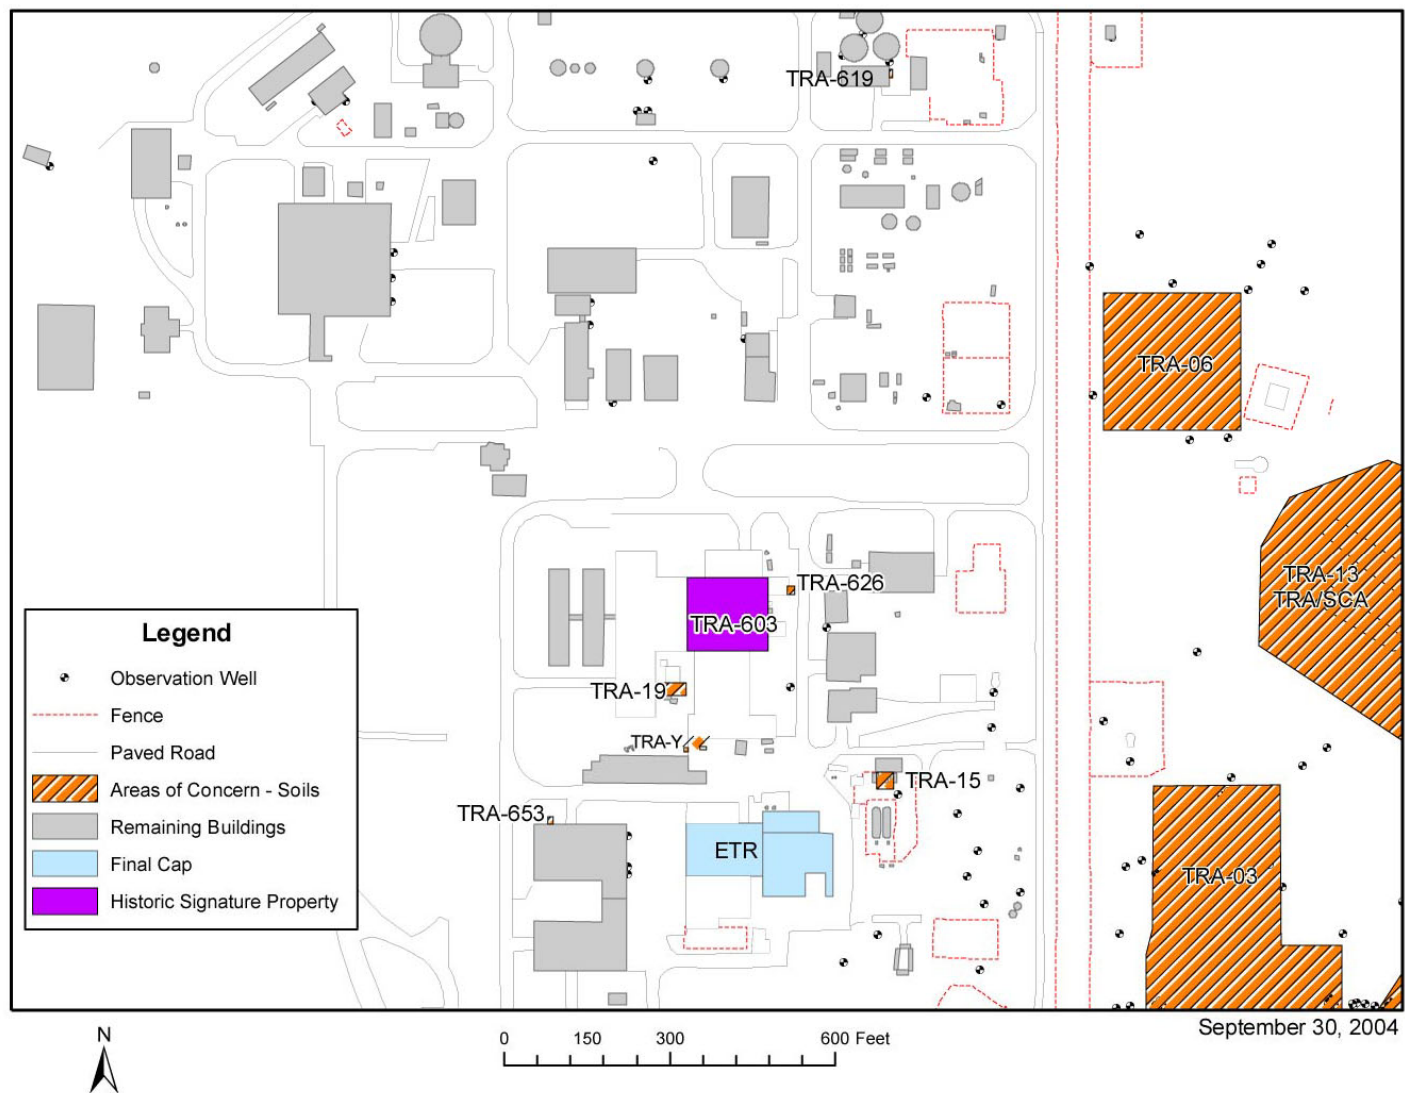 TRA-619
TRA-06
TRA-13
TRA/SCA
TRA-626
TRA-603
TRA-19
TRA-Y
TRA-15
TRA-653
ETR
TRA-03
Legend
Observation Well
Fence
Paved Road
Areas of Concern - Soils
Remaining Buildings
Final Cap
Historic Signature Property
September 30, 2004
N
0 150 300 600 Feet